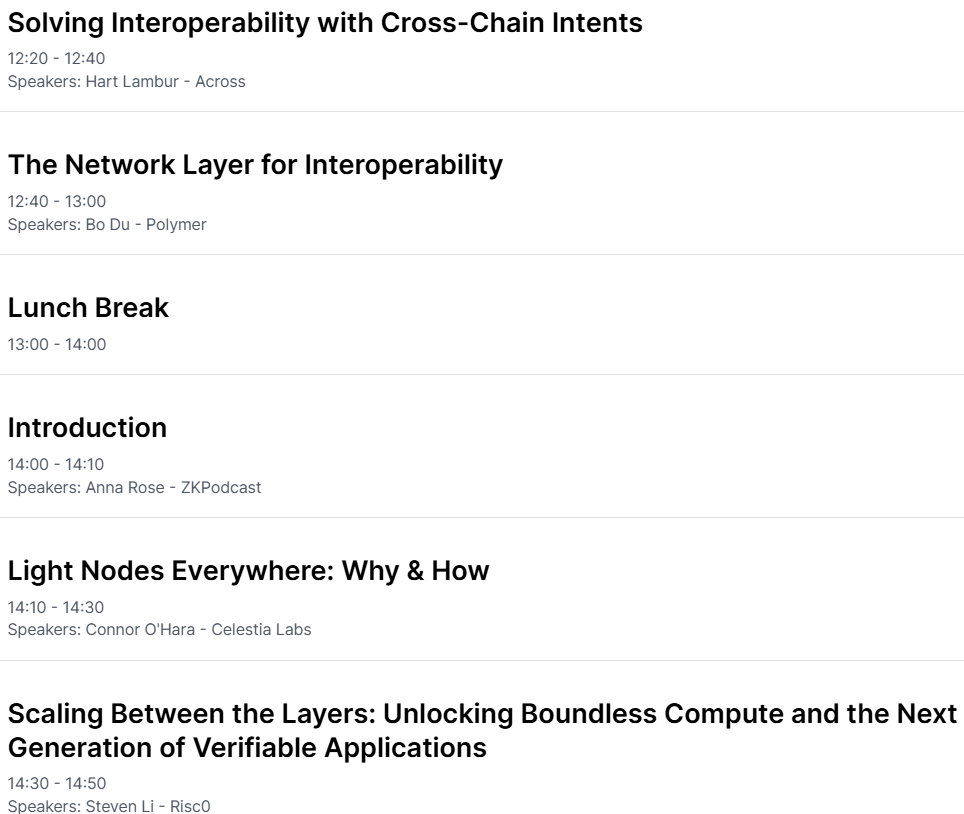 Solving Interoperability with Cross-Chain Intents
12:20 - 12:40
Speakers: Hart Lambur - Across
The Network Layer for Interoperability
12:40 - 13:00
Speakers: Bo Du - Polymer
Lunch Break
13:00 - 14:00
Introduction
14:00 - 14:10
Speakers: Anna Rose - ZKPodcast
Light Nodes Everywhere: Why & How
14:10 - 14:30
Speakers: Connor O'Hara - Celestia Labs
Scaling Between the Layers: Unlocking Boundless Compute and the Next
Generation of Verifiable Applications
14:30 - 14:50
Speakers: Steven Li - Risc0